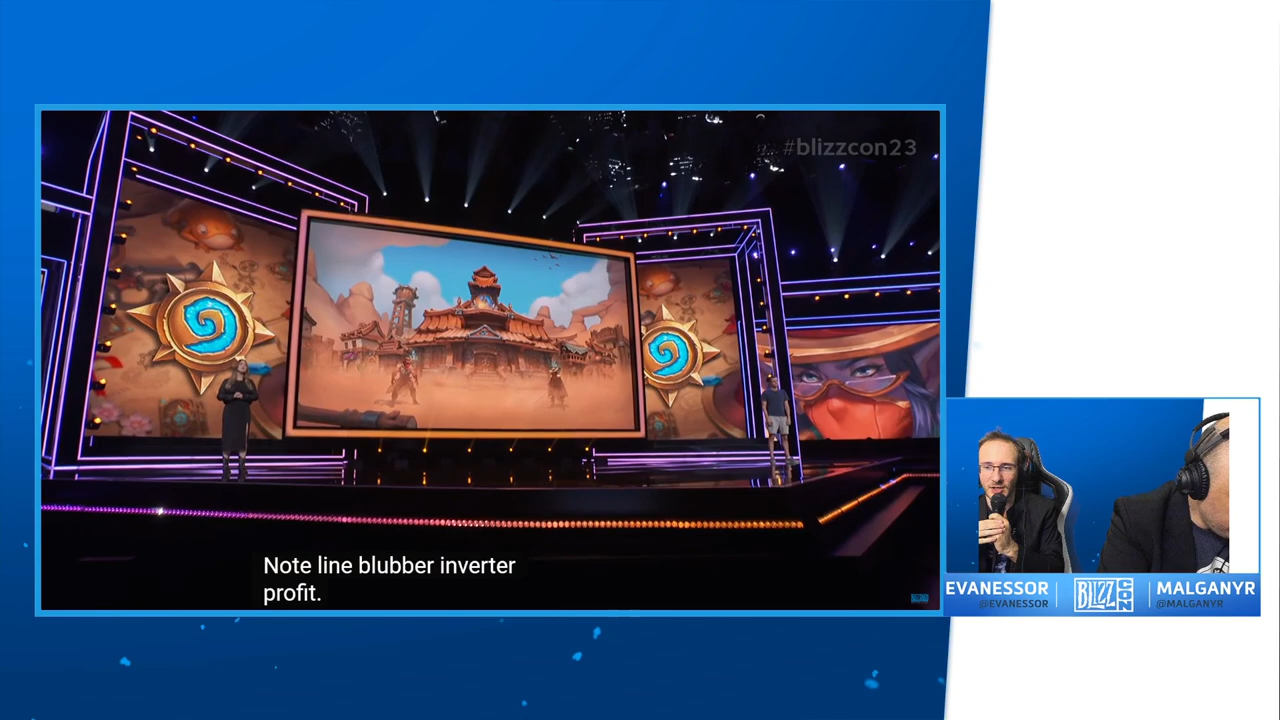 #blizzcon23
Note line blubber inverter
profit.
EVANESSOR
@EVANESSOR
BLIZZCON
MALGANYR
@MALGANYR